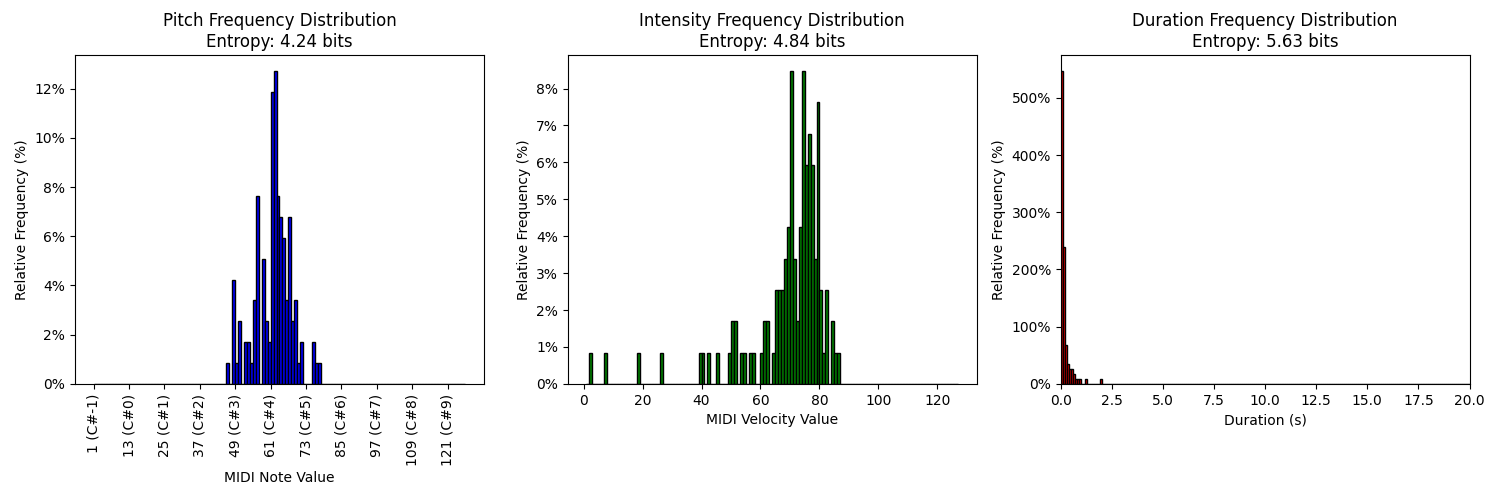 Pitch Frequency Distribution
Entropy: 4.24 bits
Relative Frequency (%)
12%
10%
8%
6%
4%
2%
0%
1 (C#-1)
13 (C#0)
25 (C#1)
37 (C#2)
49 (C#3)
61 (C#4)
73 (C#5)
85 (C#6)
97 (C#7)
109 (C#8)
121 (C#9)
MIDI Note Value
Intensity Frequency Distribution
Entropy: 4.84 bits
Relative Frequency (%)
8%
7%
6%
5%
4%
3%
2%
1%
0%
0 20 40 60 80 100 120
MIDI Velocity Value
Duration Frequency Distribution
Entropy: 5.63 bits
Relative Frequency (%)
500%
400%
300%
200%
100%
0%
0.0 2.5 5.0 7.5 10.0 12.5 15.0 17.5 20.0
Duration (s)